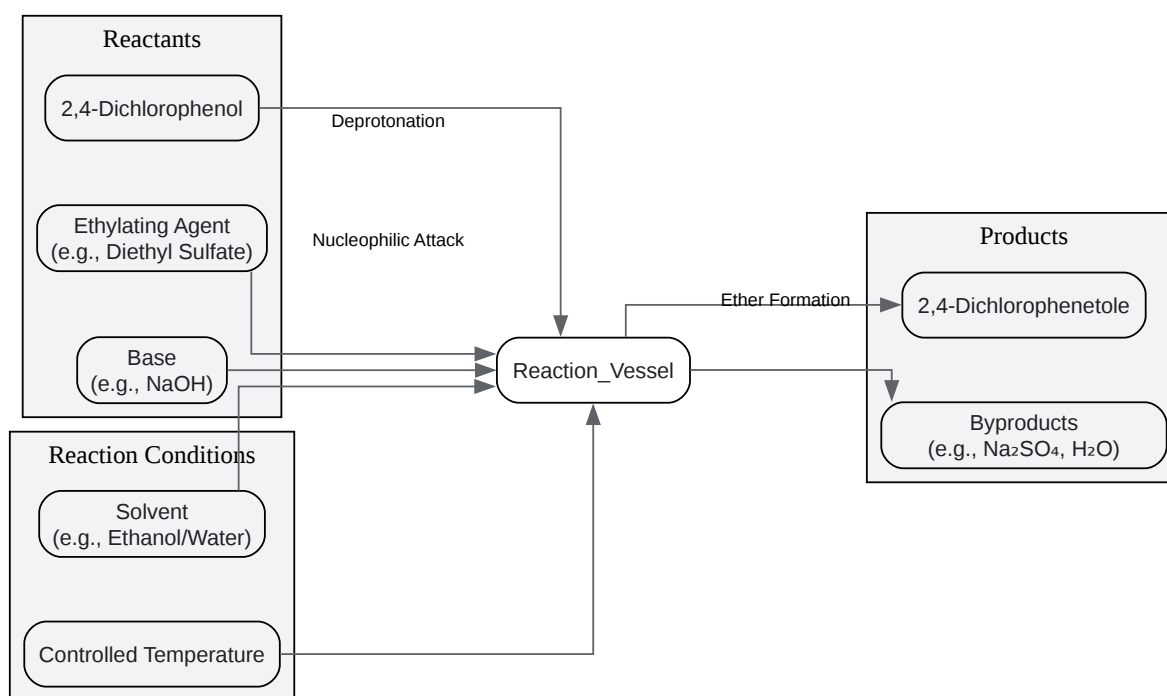 Reactants
2,4-Dichlorophenol
Deprotonation
Ethylating Agent
(e.g., Diethyl Sulfate)
Nucleophilic Attack
Base
(e.g., NaOH)
Reaction Conditions
Solvent
(e.g., Ethanol/Water)
Controlled Temperature
Reaction_Vessel
Ether Formation
Products
2,4-Dichlorophenetole
Byproducts
(e.g., Na₂SO₄, H₂O)